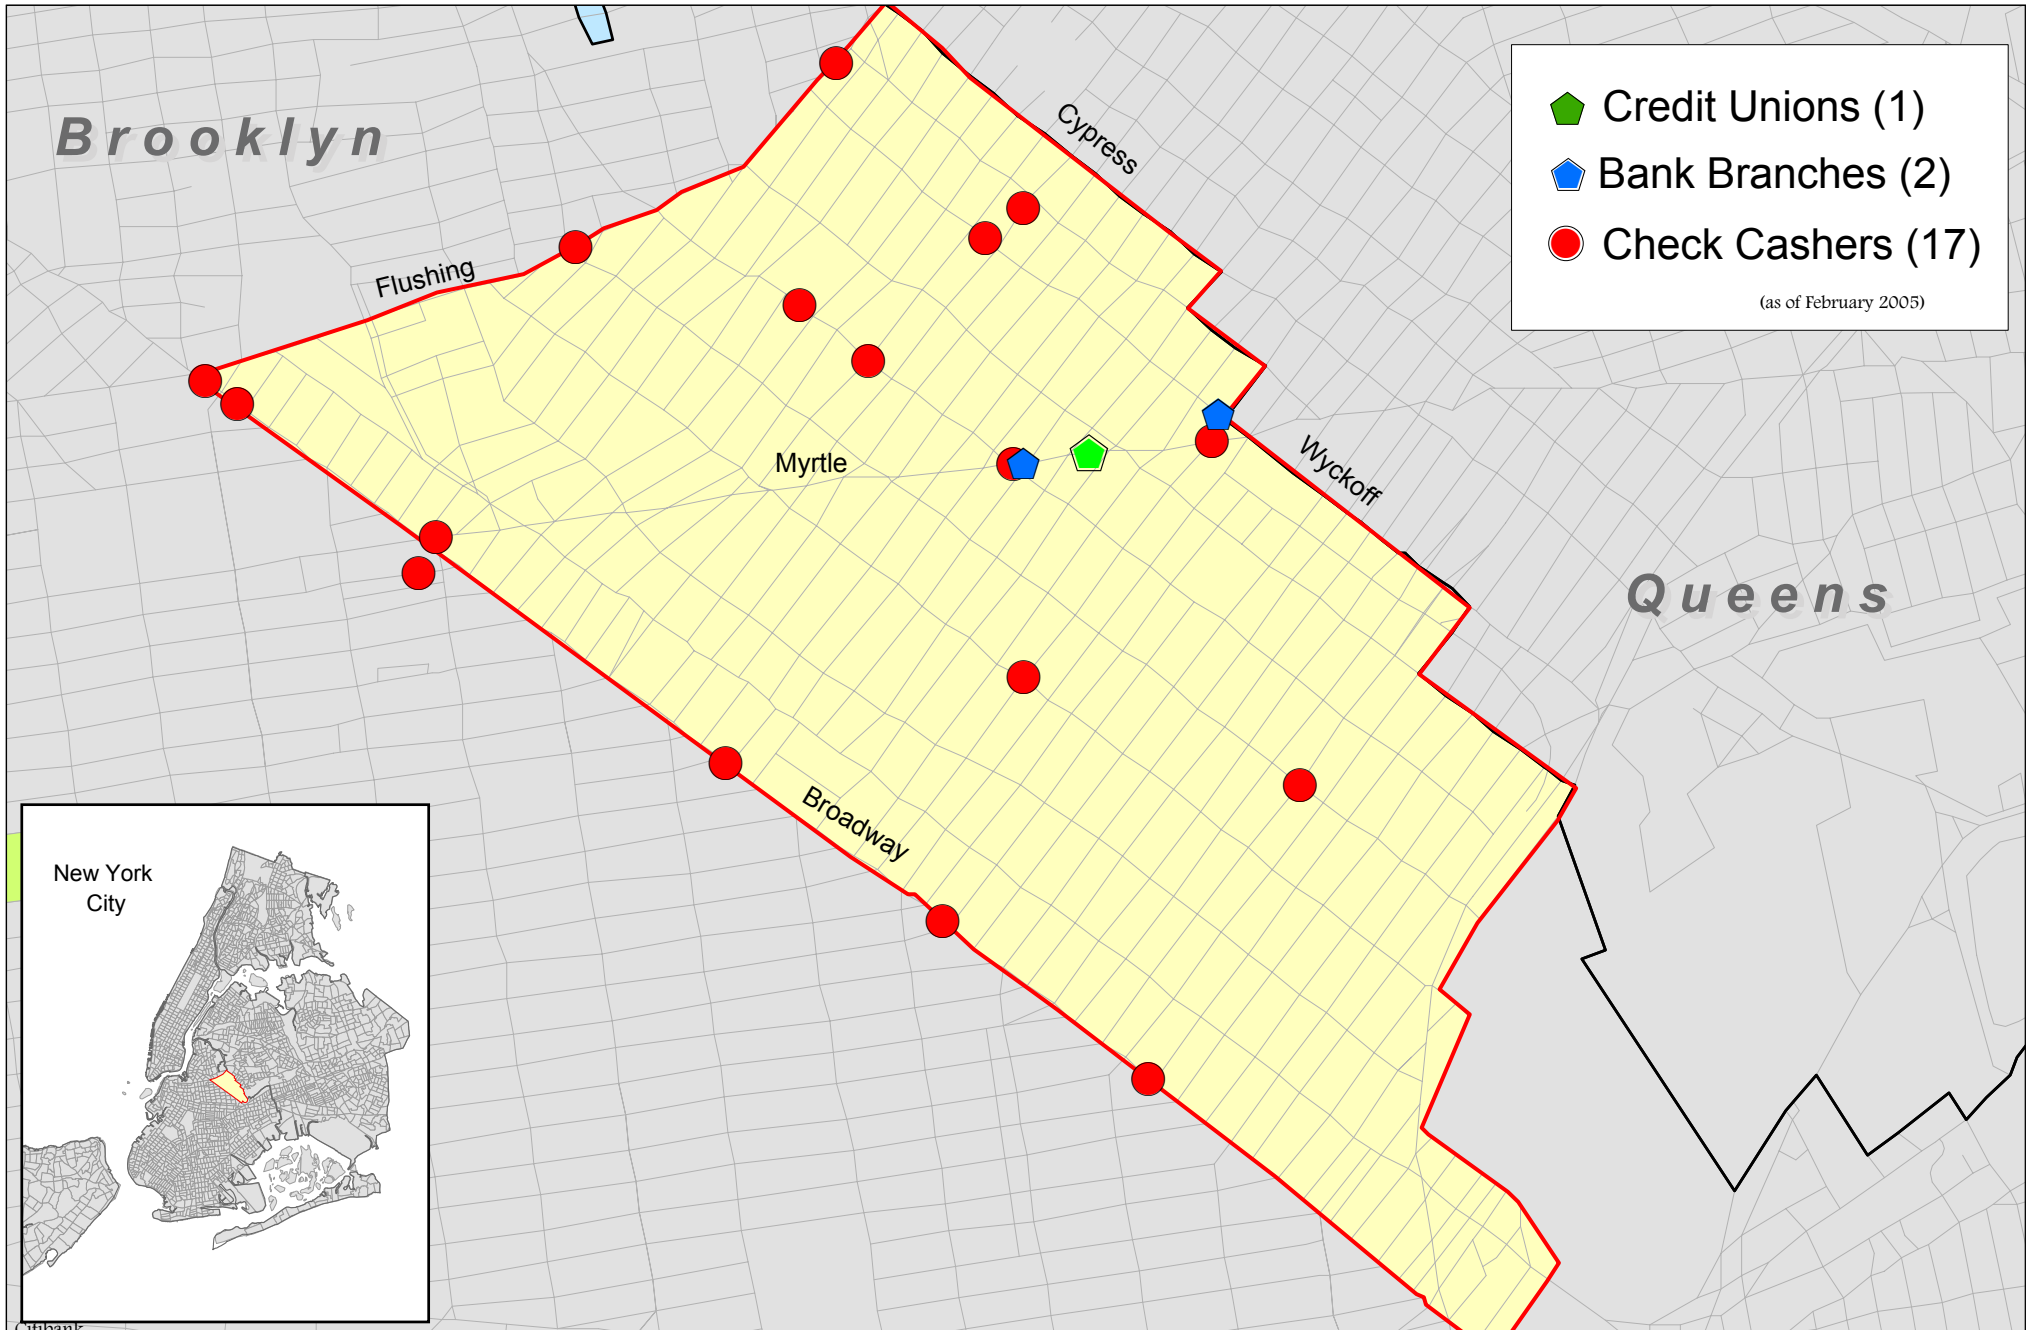 Brooklyn
Cypress
Credit Unions (1)
Bank Branches (2)
Check Cashers (17)
(as of February 2005)
Flushing
Myrtle
Wyckoff
Queens
Broadway
New York
City
Citibank